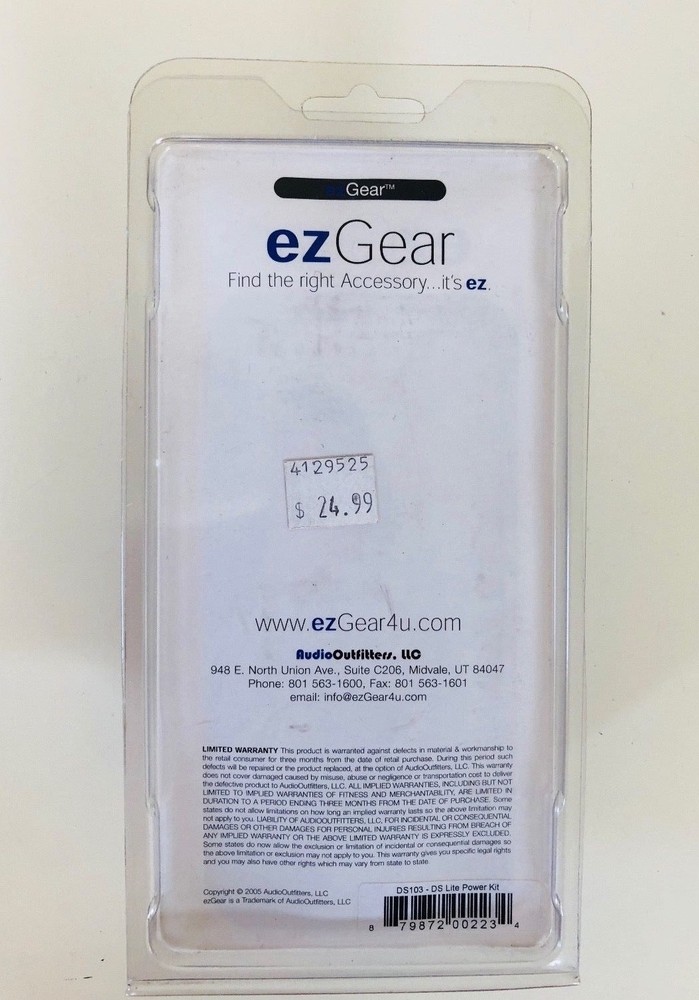 ezGear™
ezGear
Find the right Accessory...it's ez.
4129525
$ 24.99
www.ezGear4u.com
AudioOutfitters, LLC
948 E. North Union Ave., Suite C206, Midvale, UT 84047
Phone: 801 563-1600, Fax: 801 563-1601
email: info@ezGear4u.com
LIMITED WARRANTY This product is warranted against defects in material & workmanship to
the retail consumer for three months from the date of retail purchase. During this period such
defects will be repaired or the product replaced, at the option of AudioOutfitters, LLC. This warranty
does not cover damaged caused by misuse, abuse or negligence or transportation cost to deliver
the defective product to AudioOutfitters, LLC. ALL IMPLIED WARRANTIES, INCLUDING BUT NOT
LIMITED TO IMPLIED WARRANTIES OF FITNESS AND MERCHANTABILITY, ARE LIMITED IN
DURATION TO A PERIOD ENDING THREE MONTHS FROM THE DATE OF PURCHASE. Some
states do not allow limitations on how long an implied warranty lasts so the above limitation may
not apply to you. LIABILITY OF AUDIOOUTFITTERS, LLC. FOR INCIDENTAL OR CONSEQUENTIAL
DAMAGES OR OTHER DAMAGES FOR PERSONAL INJURIES RESULTING FROM BREACH OF
ANY IMPLIED WARRANTY OR THE ABOVE LIMITED WARRANTY IS EXPRESSLY EXCLUDED.
Some states do now allow the exclusion or limitation of incidental or consequential damages so
the above limitation or exclusion may not apply to you. This warranty gives you specific legal rights
and you may also have other rights which may vary from state to state.
Copyright © 2005 AudioOutfitters, LLC
ezGear is a Trademark of AudioOutfitters, LLC
DS103 - DS Lite Power Kit
8 79872 00223 4